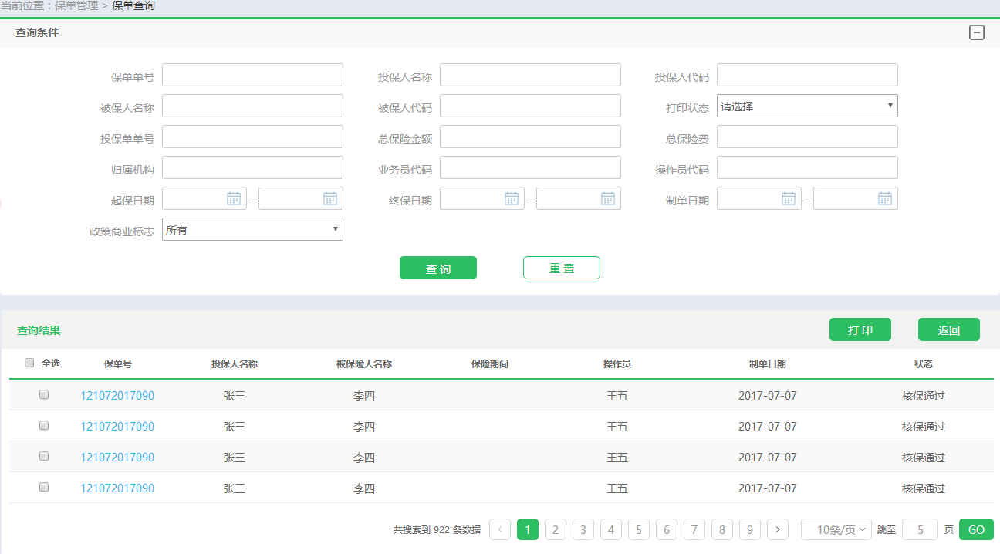 当前位置：保单管理 > 保单查询
查询条件
保单单号 投保人名称 投保人代码
被保人名称 被保人代码 打印状态 请选择
投保单单号 总保险金额 总保险费
归属机构 业务员代码 操作员代码
起保日期 - 终保日期 - 制单日期 -
政策商业标志 所有
查 询 重 置
查询结果 打 印 返回
全选 保单号 投保人名称 被保险人名称 保险期间 操作员 制单日期 状态
121072017090 张三 李四 王五 2017-07-07 核保通过
121072017090 张三 李四 王五 2017-07-07 核保通过
121072017090 张三 李四 王五 2017-07-07 核保通过
121072017090 张三 李四 王五 2017-07-07 核保通过
共搜索到 922 条数据 < 1 2 3 4 5 6 7 8 9 > 10条/页 跳至 5 页 GO